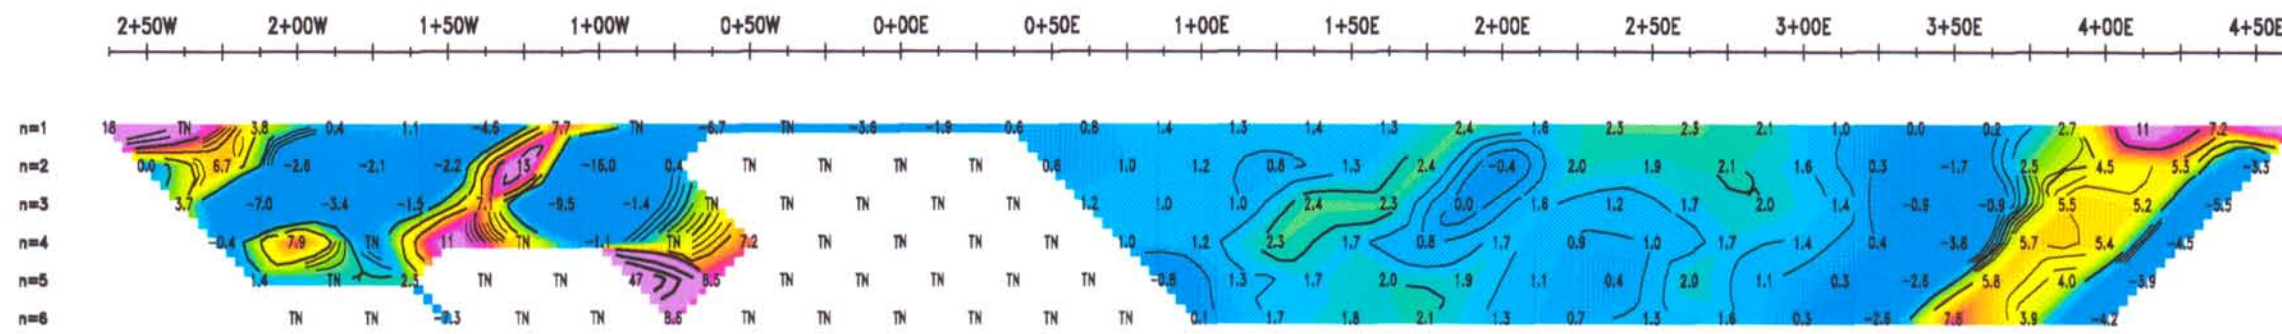 2+50W 2+00W 1+50W 1+00W 0+50W 0+00E 0+50E 1+00E 1+50E 2+00E 2+50E 3+00E 3+50E 4+00E 4+50E
n=1 18 TN 3.8 0.4 1.1 -4.6 7.7 TN -6.7 TN -3.6 -1.9 0.6 0.8 1.4 1.3 1.4 1.3 2.4 1.6 2.3 2.3 2.1 1.0 0.0 0.2 2.7 11 7.2
n=2 0.0 6.7 -2.6 -2.1 -2.2 13 -16.0 0.4 TN TN TN TN 0.6 1.0 1.2 0.8 1.3 2.4 -0.4 2.0 1.9 2.1 1.6 0.3 -1.7 2.5 4.5 5.3 -3.5
n=3 3.7 -7.0 -3.4 -1.5 7.1 -9.5 -1.4 TN TN TN TN TN 1.2 1.0 1.0 2.4 2.3 0.0 1.6 1.2 1.7 2.0 1.4 -0.9 -0.9 5.5 5.2 -5.5
n=4 -0.4 7.9 TN 11 TN -1.1 TN 7.2 TN TN TN TN 1.0 1.2 2.3 1.7 0.8 1.7 0.9 1.0 1.7 1.4 0.4 -3.6 5.7 5.4 -4.5
n=5 1.4 TN 2.3 TN TN 47 8.5 TN TN TN TN TN -0.8 1.3 1.7 2.0 1.9 1.1 0.4 2.0 1.1 0.3 -2.6 5.8 4.0 -3.9
n=6 TN TN -7.3 TN TN 8.6 TN TN TN TN TN TN 0.1 1.7 1.8 2.1 1.3 0.7 1.3 1.6 0.3 -2.6 7.6 3.9 -4.2